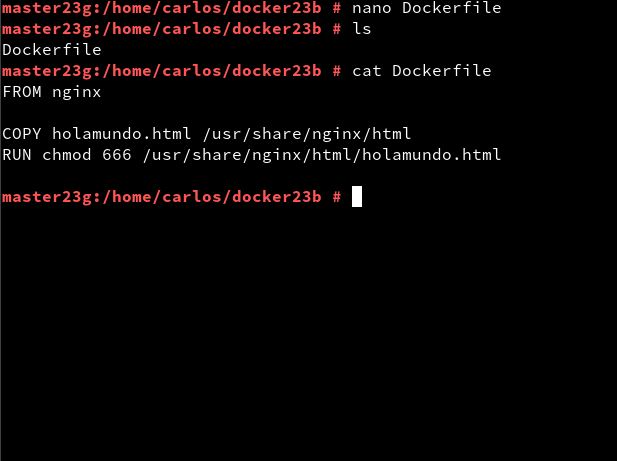 master23g:/home/carlos/docker23b # nano Dockerfile
master23g:/home/carlos/docker23b # ls
Dockerfile
master23g:/home/carlos/docker23b # cat Dockerfile
FROM nginx
COPY holamundo.html /usr/share/nginx/html
RUN chmod 666 /usr/share/nginx/html/holamundo.html
master23g:/home/carlos/docker23b #